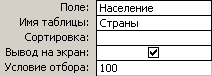 Поле: Население
Имя таблицы: Страны
Сортировка:
Вывод на экран:
Условие отбора: 100